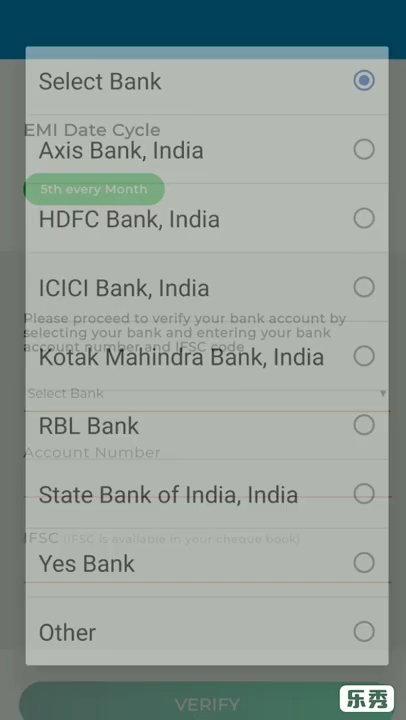 Select Bank
EMI Date Cycle
Axis Bank, India
5th every Month
HDFC Bank, India
ICICI Bank, India
Please proceed to verify your bank account by
selecting your bank and entering your bank
account number and IFSC code
Kotak Mahindra Bank, India
Select Bank
RBL Bank
Account Number
State Bank of India, India
IFSC (IFSC is available in your cheque book)
Yes Bank
Other
VERIFY
乐秀